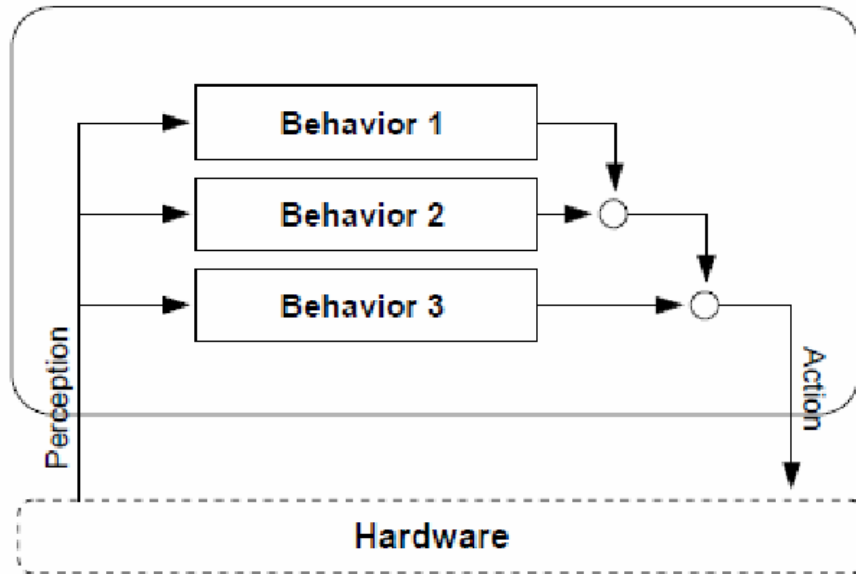 Behavior 1
Behavior 2
Behavior 3
Perception
Action
Hardware